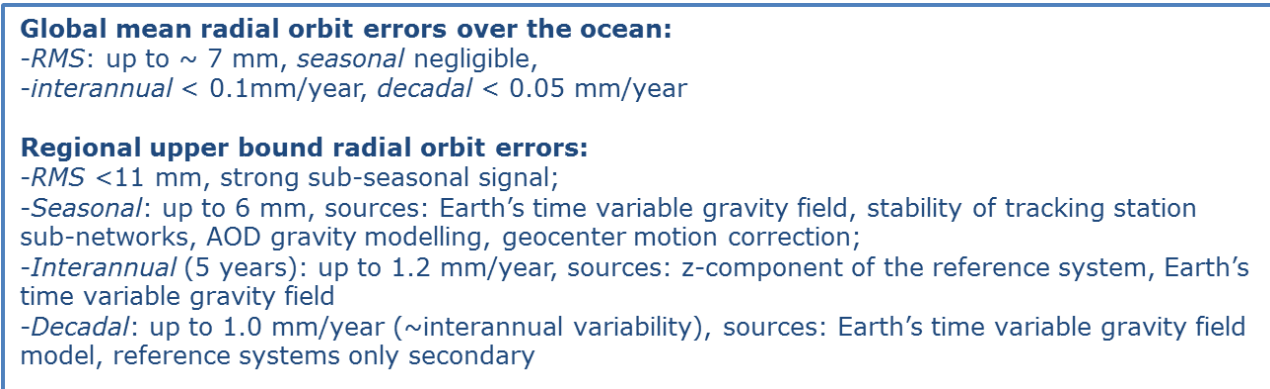 Global mean radial orbit errors over the ocean:
-RMS: up to ~ 7 mm, seasonal negligible,
-interannual < 0.1mm/year, decadal < 0.05 mm/year
Regional upper bound radial orbit errors:
-RMS <11 mm, strong sub-seasonal signal;
-Seasonal: up to 6 mm, sources: Earth's time variable gravity field, stability of tracking station
sub-networks, AOD gravity modelling, geocenter motion correction;
-Interannual (5 years): up to 1.2 mm/year, sources: z-component of the reference system, Earth's
time variable gravity field
-Decadal: up to 1.0 mm/year (~interannual variability), sources: Earth's time variable gravity field
model, reference systems only secondary